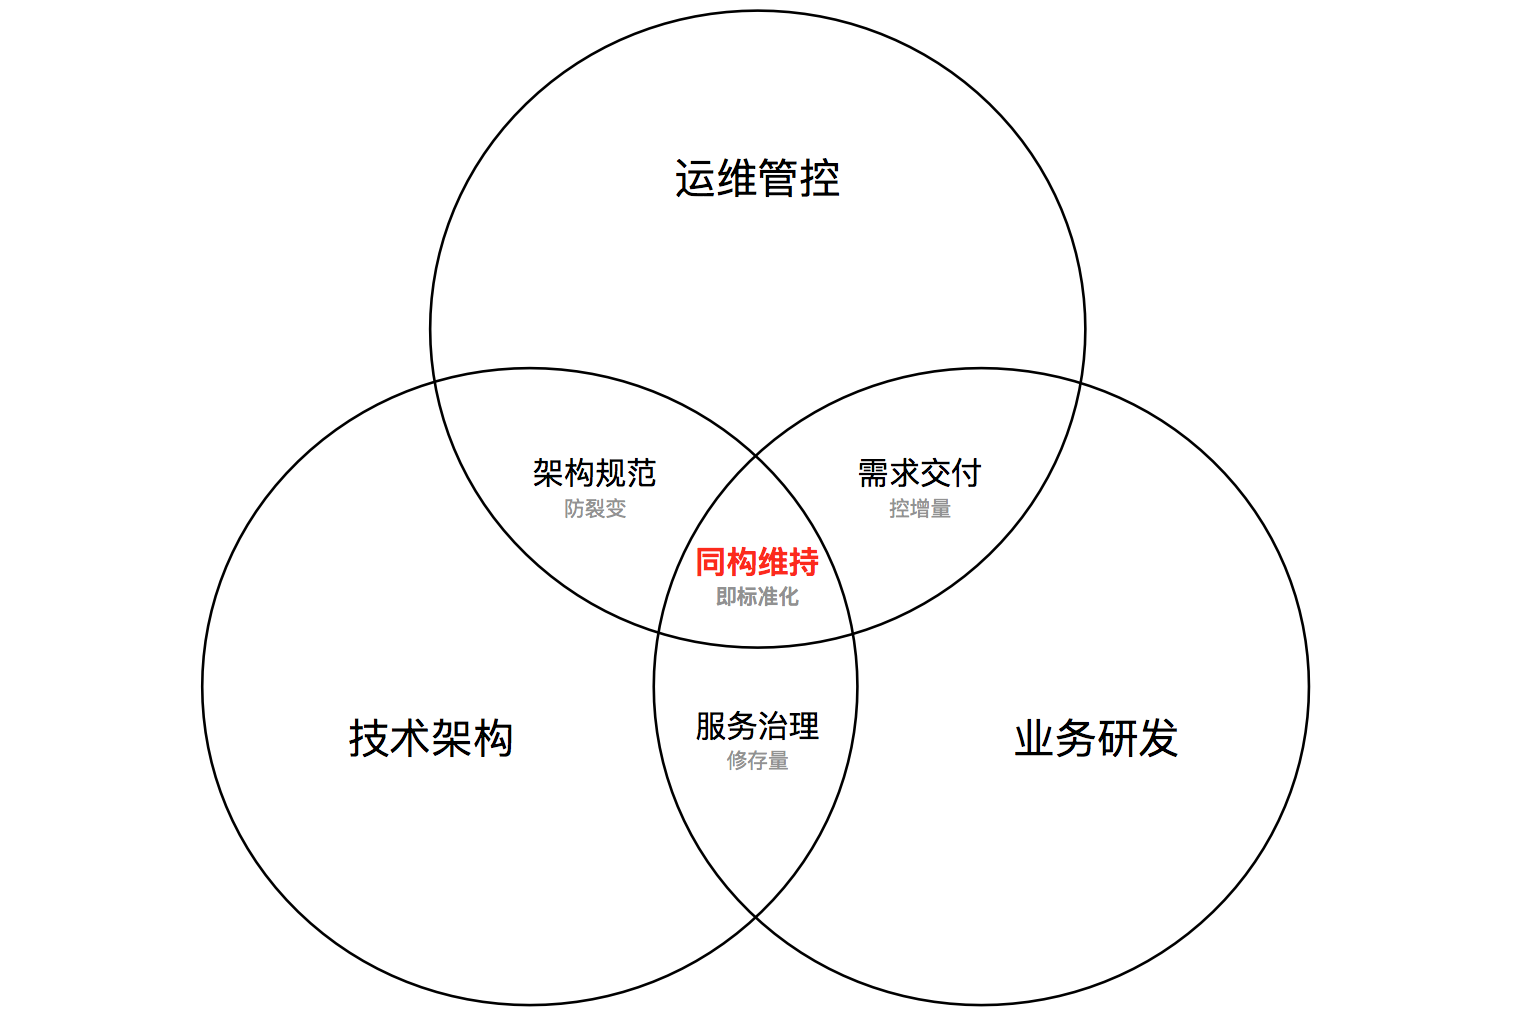 运维管控
架构规范
防裂变
需求交付
控增量
同构维持
即标准化
技术架构
服务治理
修存量
业务研发